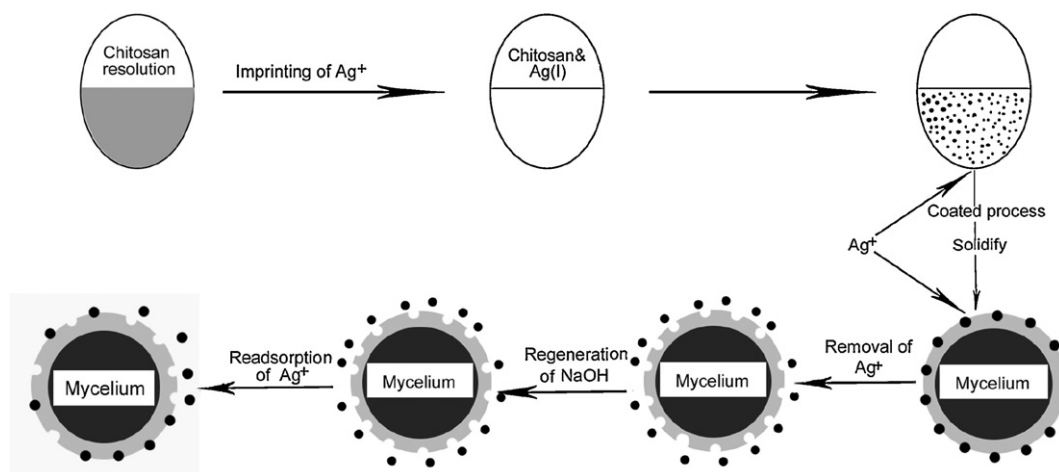 Chitosan
resolution
Imprinting of Ag⁺
Chitosan&
Ag(I)
Coated process
Ag⁺
Solidify
Mycelium
Readsorption
of Ag⁺
Mycelium
Regeneration
of NaOH
Mycelium
Removal of
Ag⁺
Mycelium